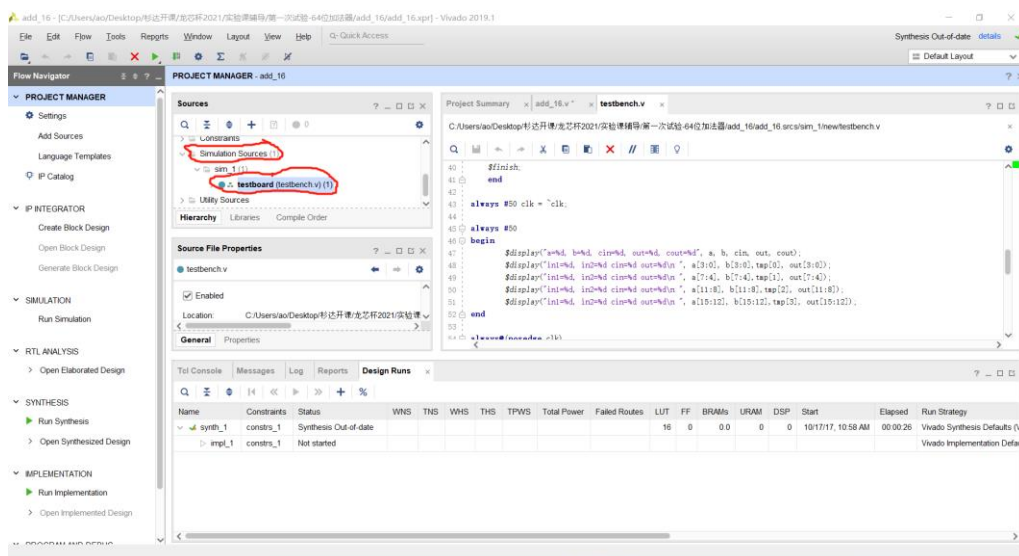 add_16 - [C:/Users/ao/Desktop/杉达开课/龙芯杯2021/实验课辅导/第一次试验-64位加法器/add_16/add_16.xpr] - Vivado 2019.1
File Edit Flow Tools Reports Window Layout View Help Q- Quick Access
Synthesis Out-of-date details
Default Layout
Flow Navigator
PROJECT MANAGER - add_16
PROJECT MANAGER
Settings
Add Sources
Language Templates
IP Catalog
IP INTEGRATOR
Create Block Design
Open Block Design
Generate Block Design
SIMULATION
Run Simulation
RTL ANALYSIS
Open Elaborated Design
SYNTHESIS
Run Synthesis
Open Synthesized Design
IMPLEMENTATION
Run Implementation
Open Implemented Design
PROGRAM AND DEBUG
Sources
0
Constraints
Simulation Sources (1)
sim_1 (1)
testboard (testbench.v) (1)
Utility Sources
Hierarchy Libraries Compile Order
Source File Properties
testbench.v
Enabled
Location: C:/Users/ao/Desktop/杉达开课/龙芯杯2021/实验课
General Properties
Project Summary add_16.v * testbench.v
C:/Users/ao/Desktop/杉达开课/龙芯杯2021/实验课辅导/第一次试验-64位加法器/add_16/add_16.srcs/sim_1/new/testbench.v
40 $finish;
41 end
42
43 always #50 clk = ~clk;
44
45 always #50
46 begin
47 $display("a=%d, b=%d, cin=%d, out=%d, cout=%d", a, b, cin, out, cout);
48 $display("in1=%d, in2=%d cin=%d out=%d\n ", a[3:0], b[3:0],tmp[0], out[3:0]);
49 $display("in1=%d, in2=%d cin=%d out=%d\n ", a[7:4], b[7:4],tmp[1], out[7:4]);
50 $display("in1=%d, in2=%d cin=%d out=%d\n ", a[11:8], b[11:8],tmp[2], out[11:8]);
51 $display("in1=%d, in2=%d cin=%d out=%d\n ", a[15:12], b[15:12],tmp[3], out[15:12]);
52 end
53
54 always@(posedge clk)
Tcl Console Messages Log Reports Design Runs
Name Constraints Status WNS TNS WHS THS TPWS Total Power Failed Routes LUT FF BRAMs URAM DSP Start Elapsed Run Strategy
synth_1 constrs_1 Synthesis Out-of-date 16 0 0.0 0 0 10/17/17, 10:58 AM 00:00:26 Vivado Synthesis Defaults (V
impl_1 constrs_1 Not started Vivado Implementation Defa